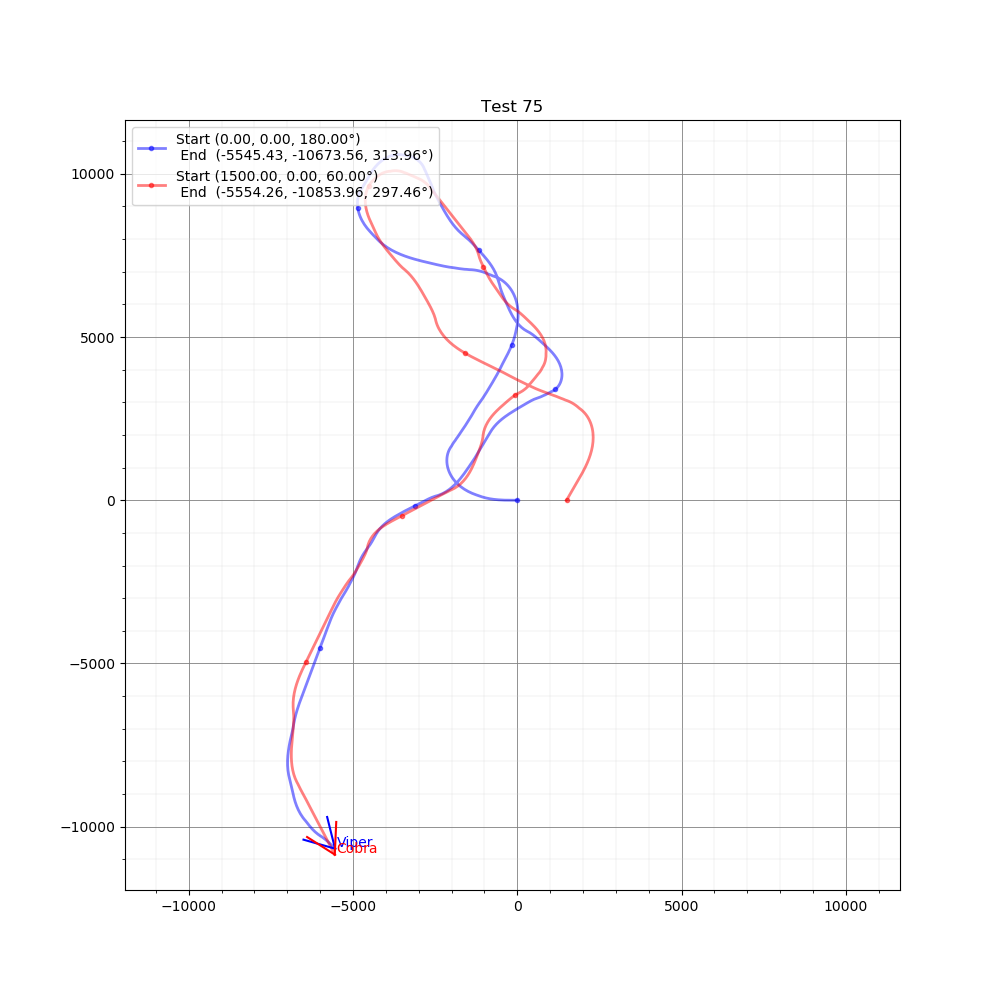 Test 75
Start (0.00, 0.00, 180.00°)
End  (-5545.43, -10673.56, 313.96°)
Start (1500.00, 0.00, 60.00°)
End  (-5554.26, -10853.96, 297.46°)
10000
5000
0
−5000
−10000
Viper
Cobra
−10000
−5000
0
5000
10000